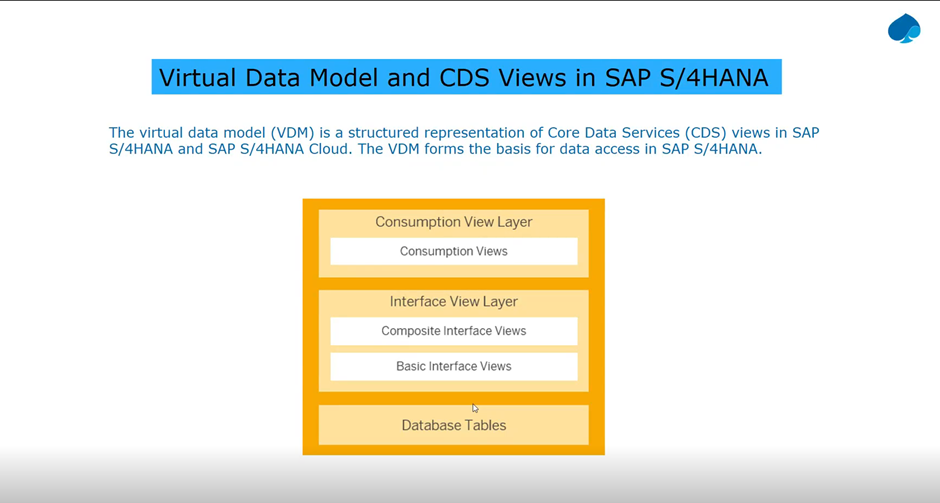 Virtual Data Model and CDS Views in SAP S/4HANA
The virtual data model (VDM) is a structured representation of Core Data Services (CDS) views in SAP
S/4HANA and SAP S/4HANA Cloud. The VDM forms the basis for data access in SAP S/4HANA.
Consumption View Layer
Consumption Views
Interface View Layer
Composite Interface Views
Basic Interface Views
Database Tables